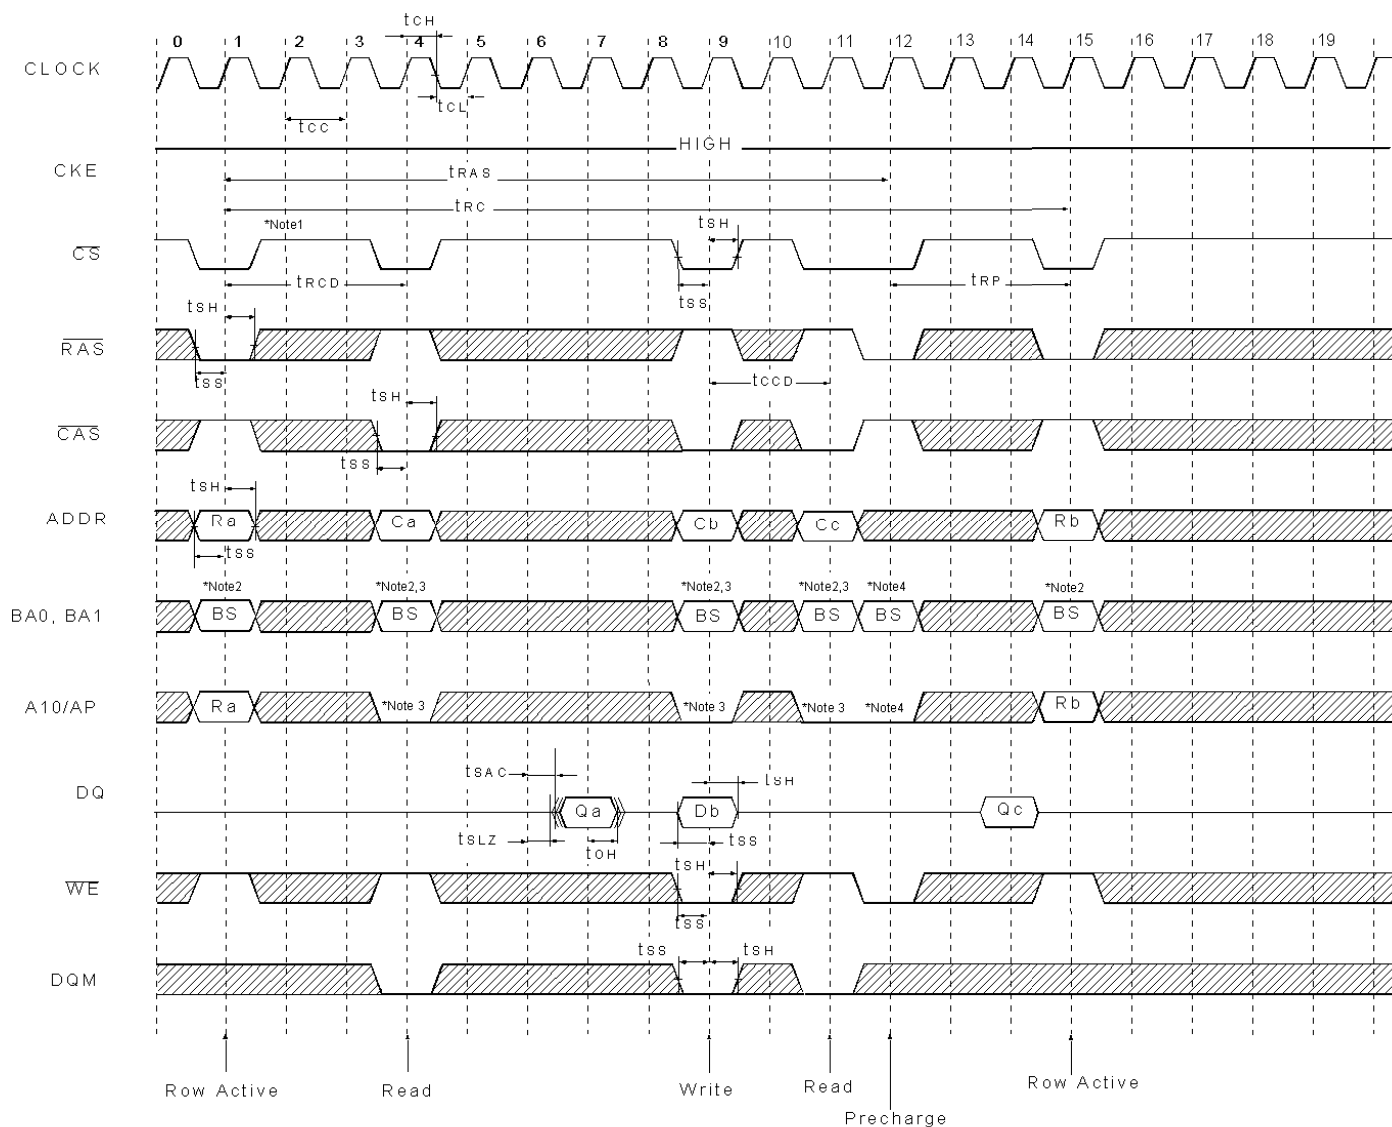 tCH
0 1 2 3 4 5 6 7 8 9 10 11 12 13 14 15 16 17 18 19
CLOCK
tCL
tCC
HIGH
CKE
tRAS
tRC
*Note1
tSH
CS
tRCD
tRP
tSS
tSH
RAS
tSS
tCCD
tSH
CAS
tSS
tSH
ADDR
Ra Ca Cb Cc Rb
tSS
*Note2 *Note2,3 *Note2,3 *Note2,3 *Note4 *Note2
BA0, BA1
BS BS BS BS BS BS
A10/AP
Ra *Note 3 *Note 3 *Note 3 *Note4 Rb
tSAC
tSH
DQ
Qa Db Qc
tSLZ
tOH
tSS
tSH
WE
tSS
tSS
tSH
DQM
Row Active Read Write Read Row Active
Precharge